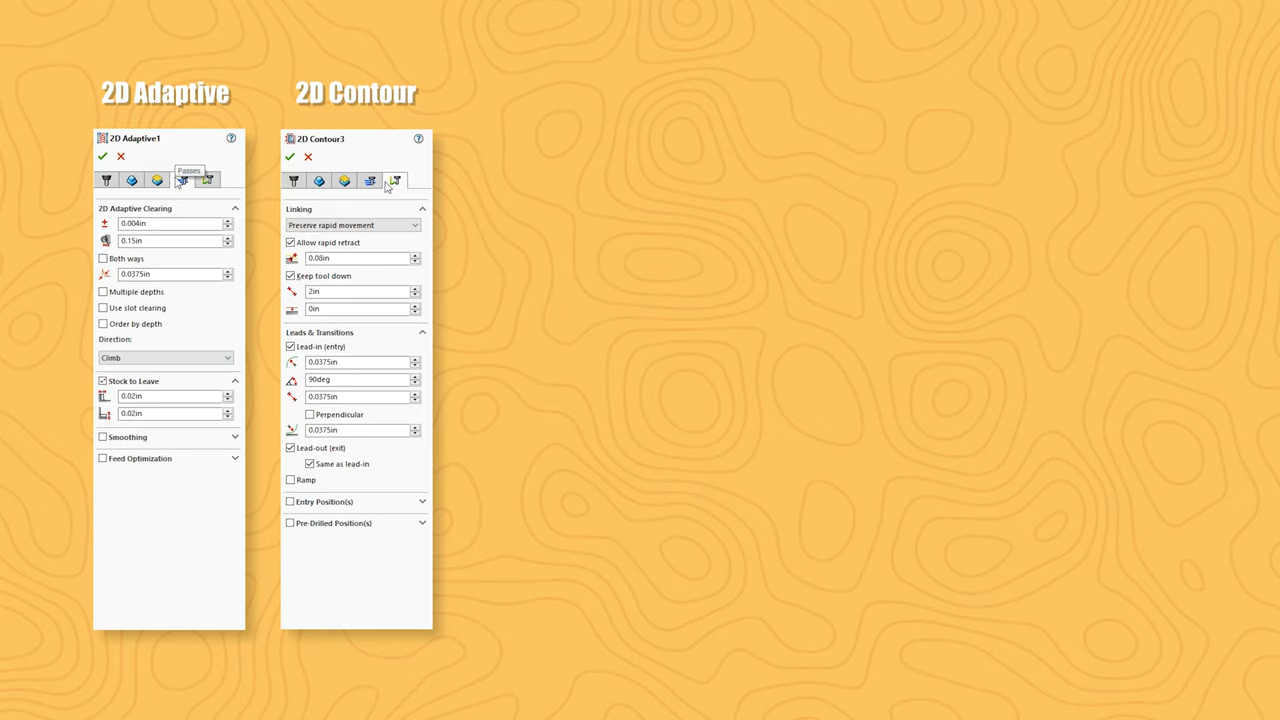 2D Adaptive
2D Adaptive1
Passes
2D Adaptive Clearing
0.004in
0.15in
Both ways
0.0375in
Multiple depths
Use slot clearing
Order by depth
Direction:
Climb
Stock to Leave
0.02in
0.02in
Smoothing
Feed Optimization
2D Contour
2D Contour3
Linking
Preserve rapid movement
Allow rapid retract
0.08in
Keep tool down
2in
0in
Leads & Transitions
Lead-in (entry)
0.0375in
90deg
0.0375in
Perpendicular
0.0375in
Lead-out (exit)
Same as lead-in
Ramp
Entry Position(s)
Pre-Drilled Position(s)